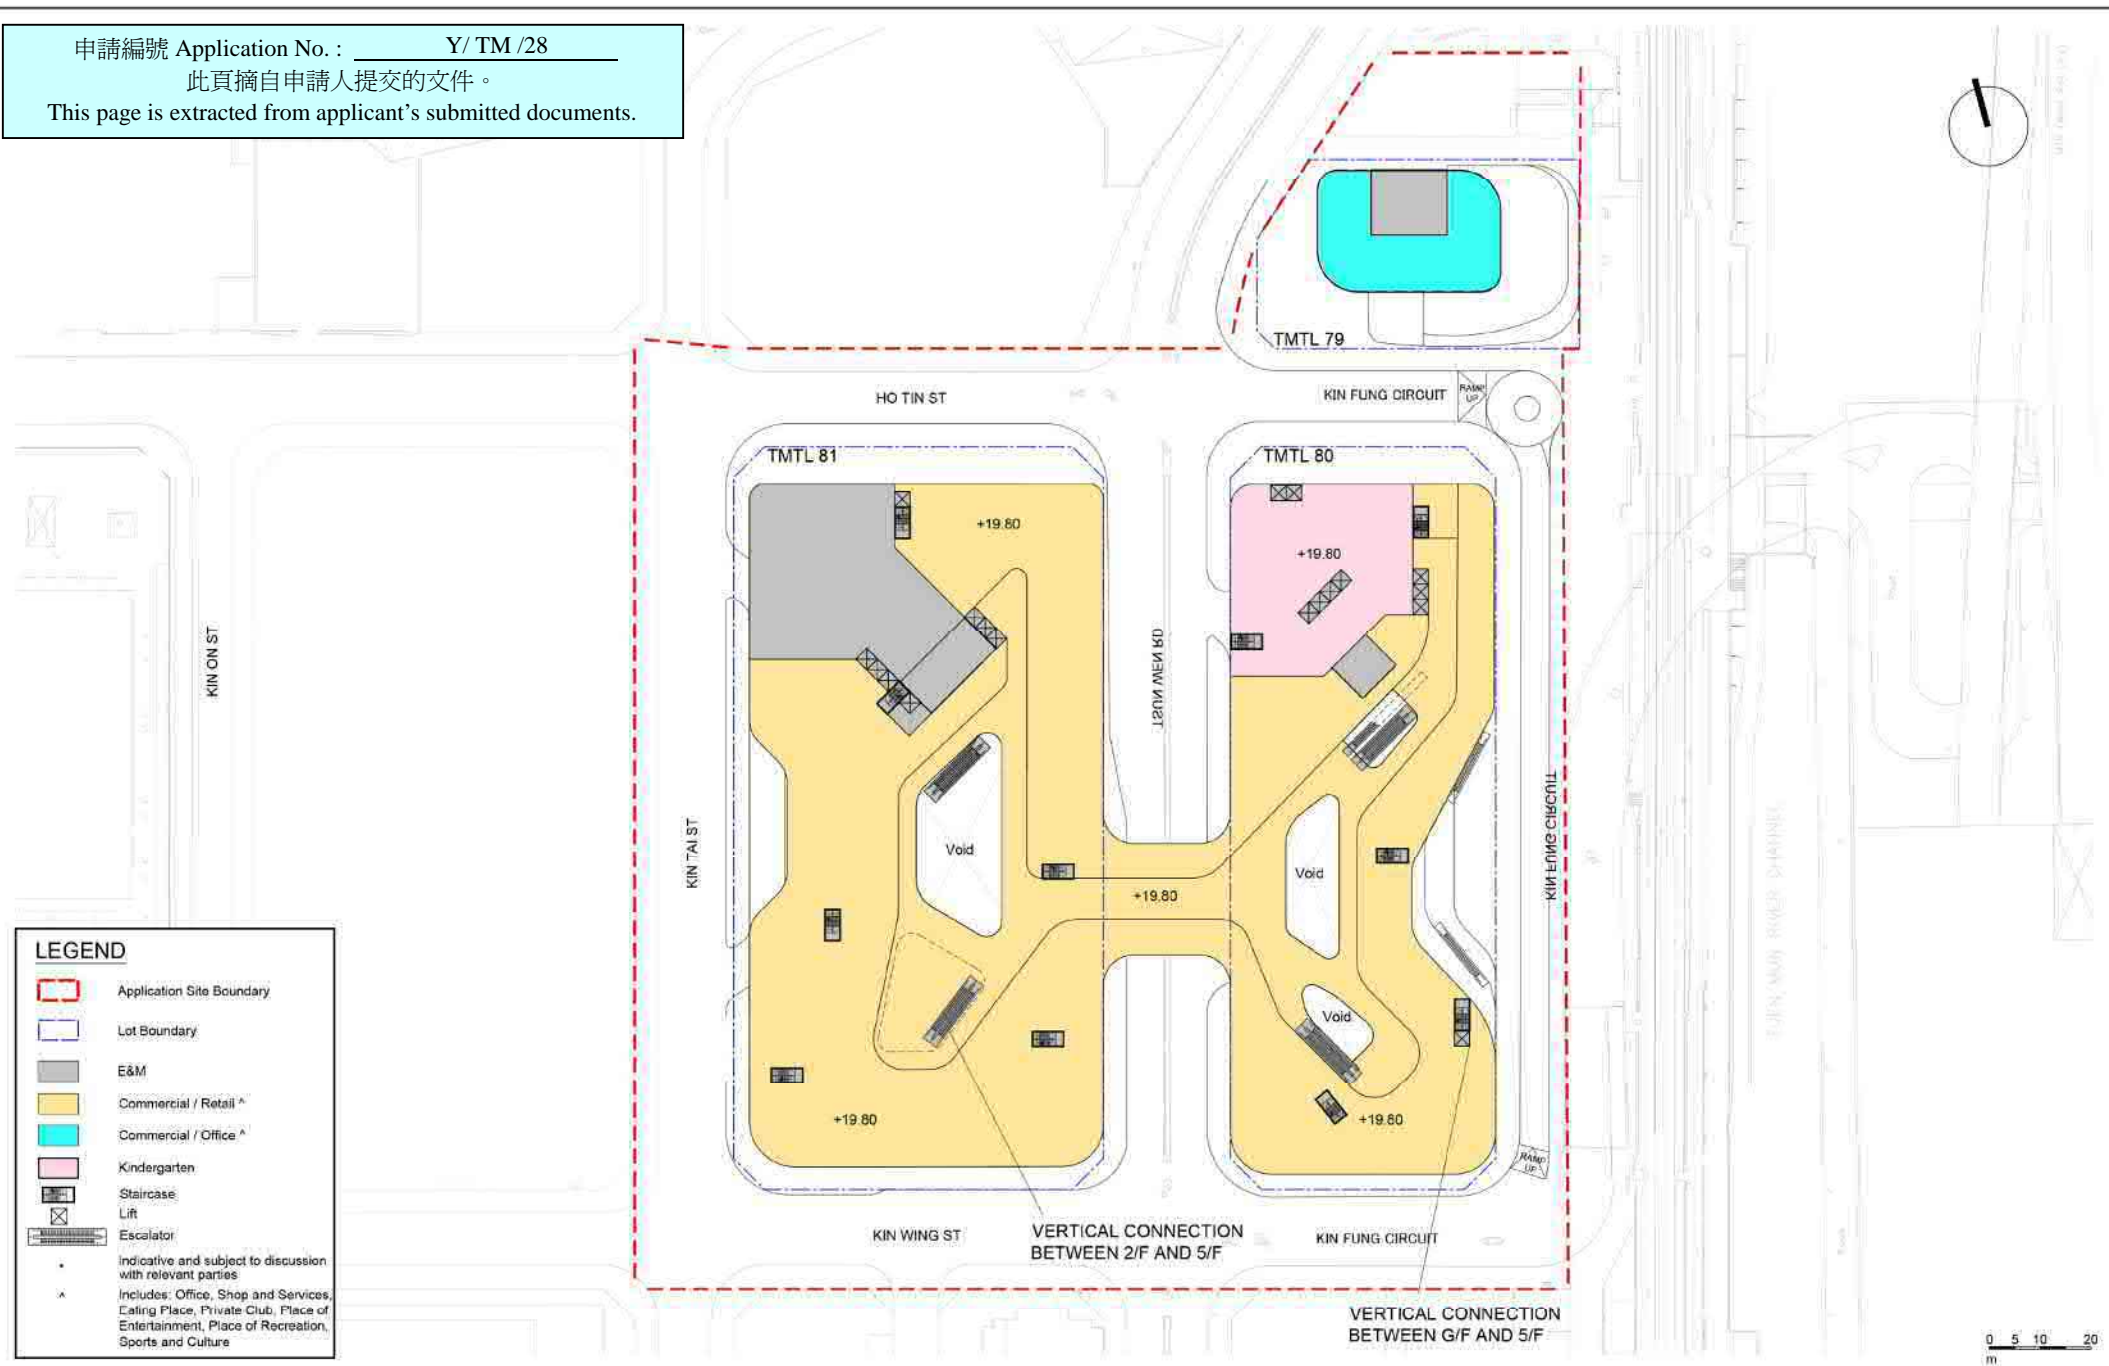 申請編號 Application No. : Y/ TM /28
此頁摘自申請人提交的文件。
This page is extracted from applicant's submitted documents.
TMTL 79
HO TIN ST
KIN FUNG CIRCUIT
RAMP UP
TMTL 81
TMTL 80
+19.80
+19.80
KIN ON ST
TSUN WEN RD
KIN TAI ST
KIN FUNG CIRCUIT
TUEN MUN RIVER CHANNEL
Void
Void
+19.80
Void
+19.80
+19.80
RAMP UP
KIN WING ST
KIN FUNG CIRCUIT
VERTICAL CONNECTION
BETWEEN 2/F AND 5/F
VERTICAL CONNECTION
BETWEEN G/F AND 5/F
LEGEND
Application Site Boundary
Lot Boundary
E&M
Commercial / Retail ^
Commercial / Office ^
Kindergarten
Staircase
Lift
Escalator
* Indicative and subject to discussion
with relevant parties
^ Includes: Office, Shop and Services,
Eating Place, Private Club, Place of
Entertainment, Place of Recreation,
Sports and Culture
0 5 10 20
m